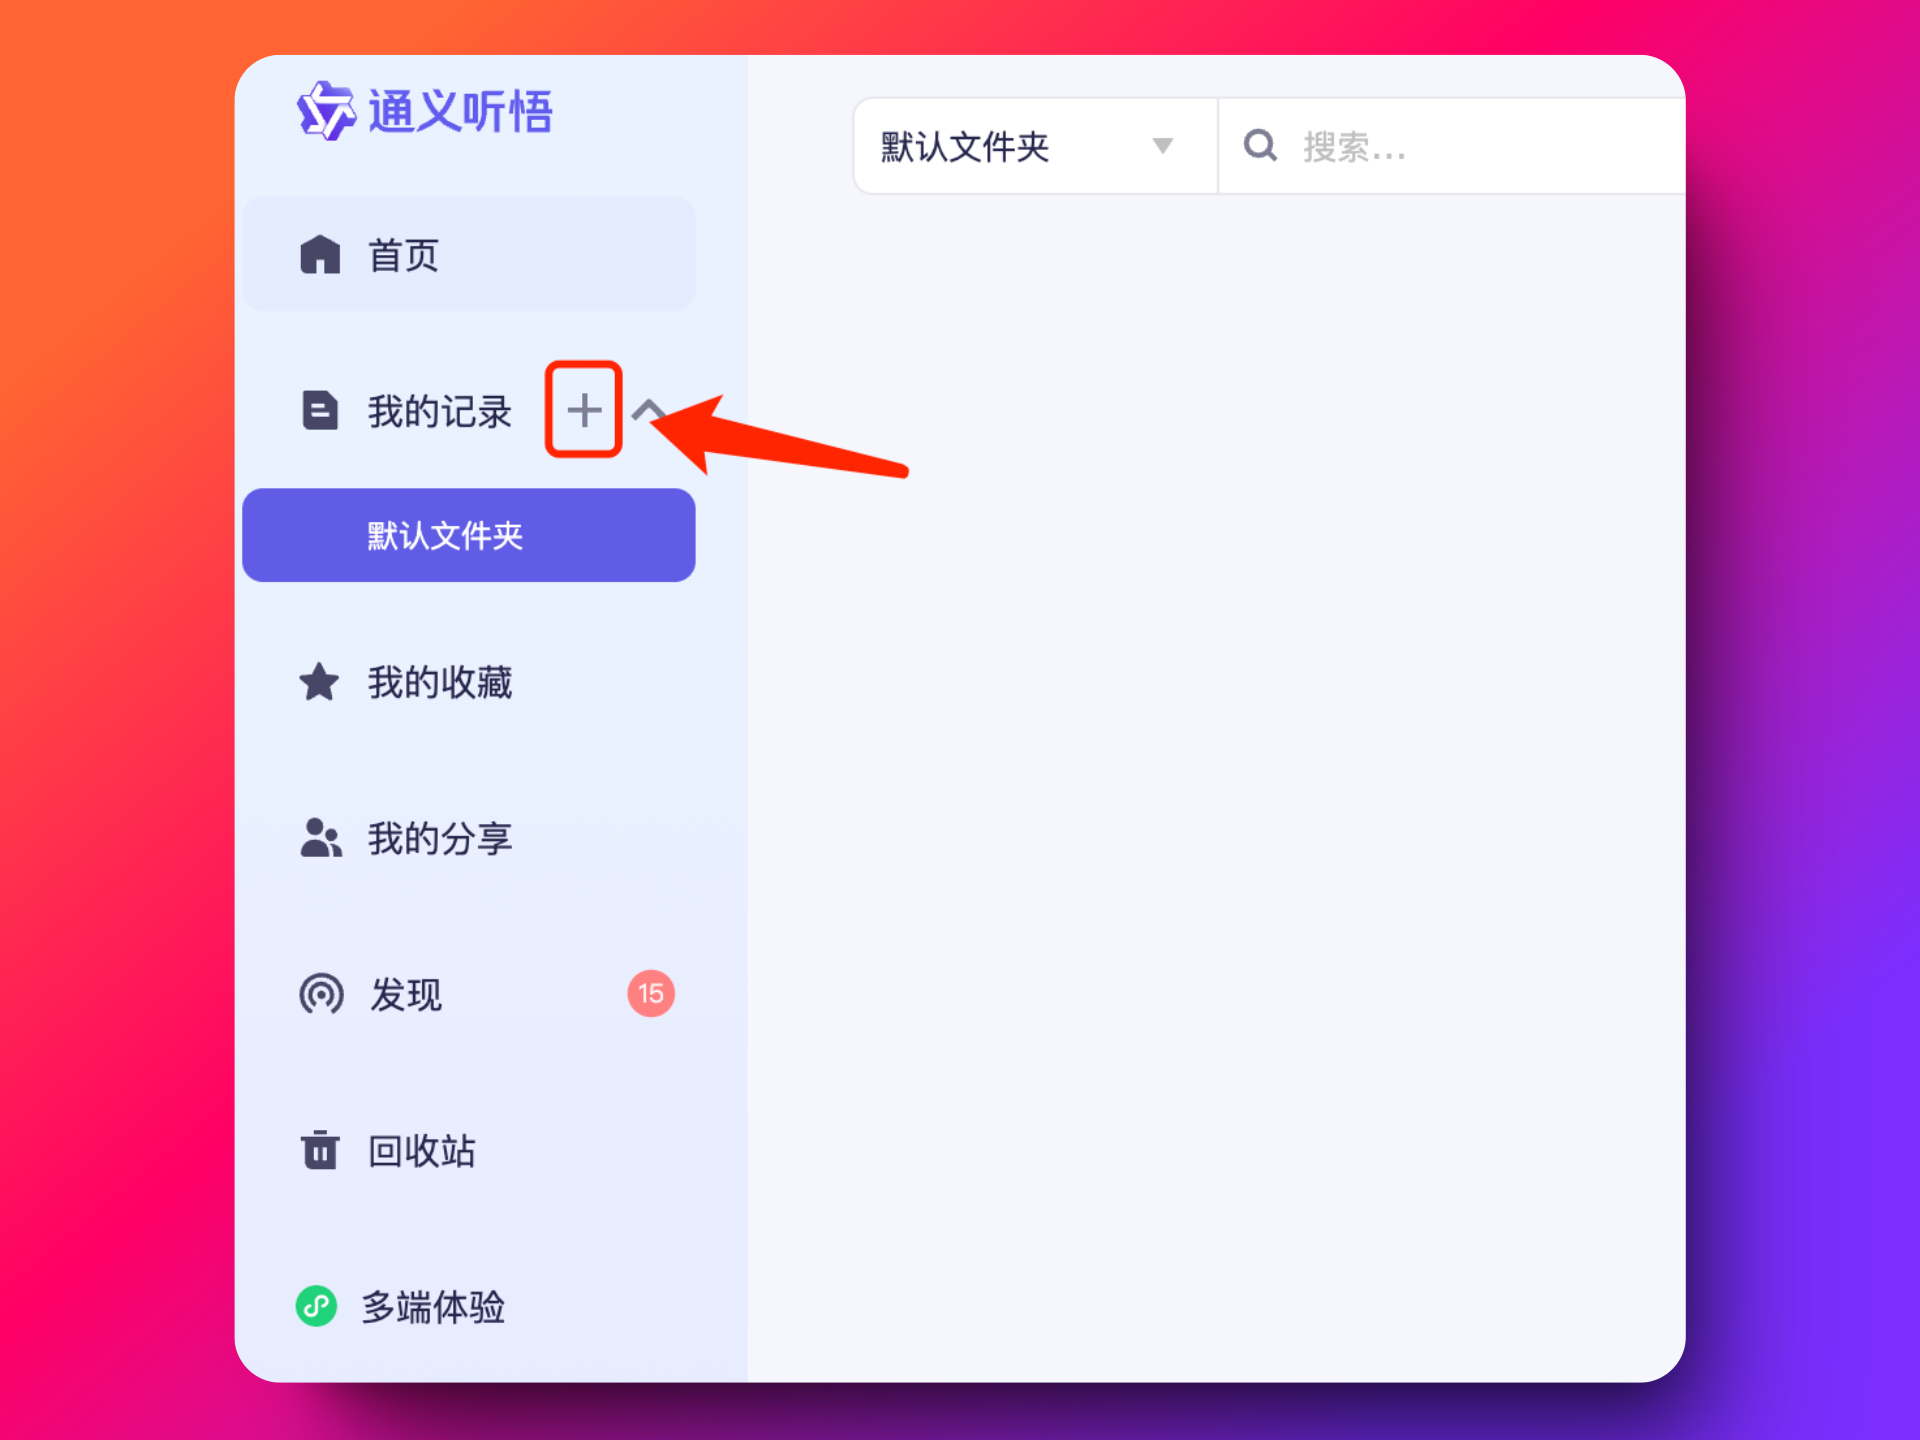 通义听悟
默认文件夹
搜索...
首页
我的记录
默认文件夹
我的收藏
我的分享
发现
15
回收站
多端体验